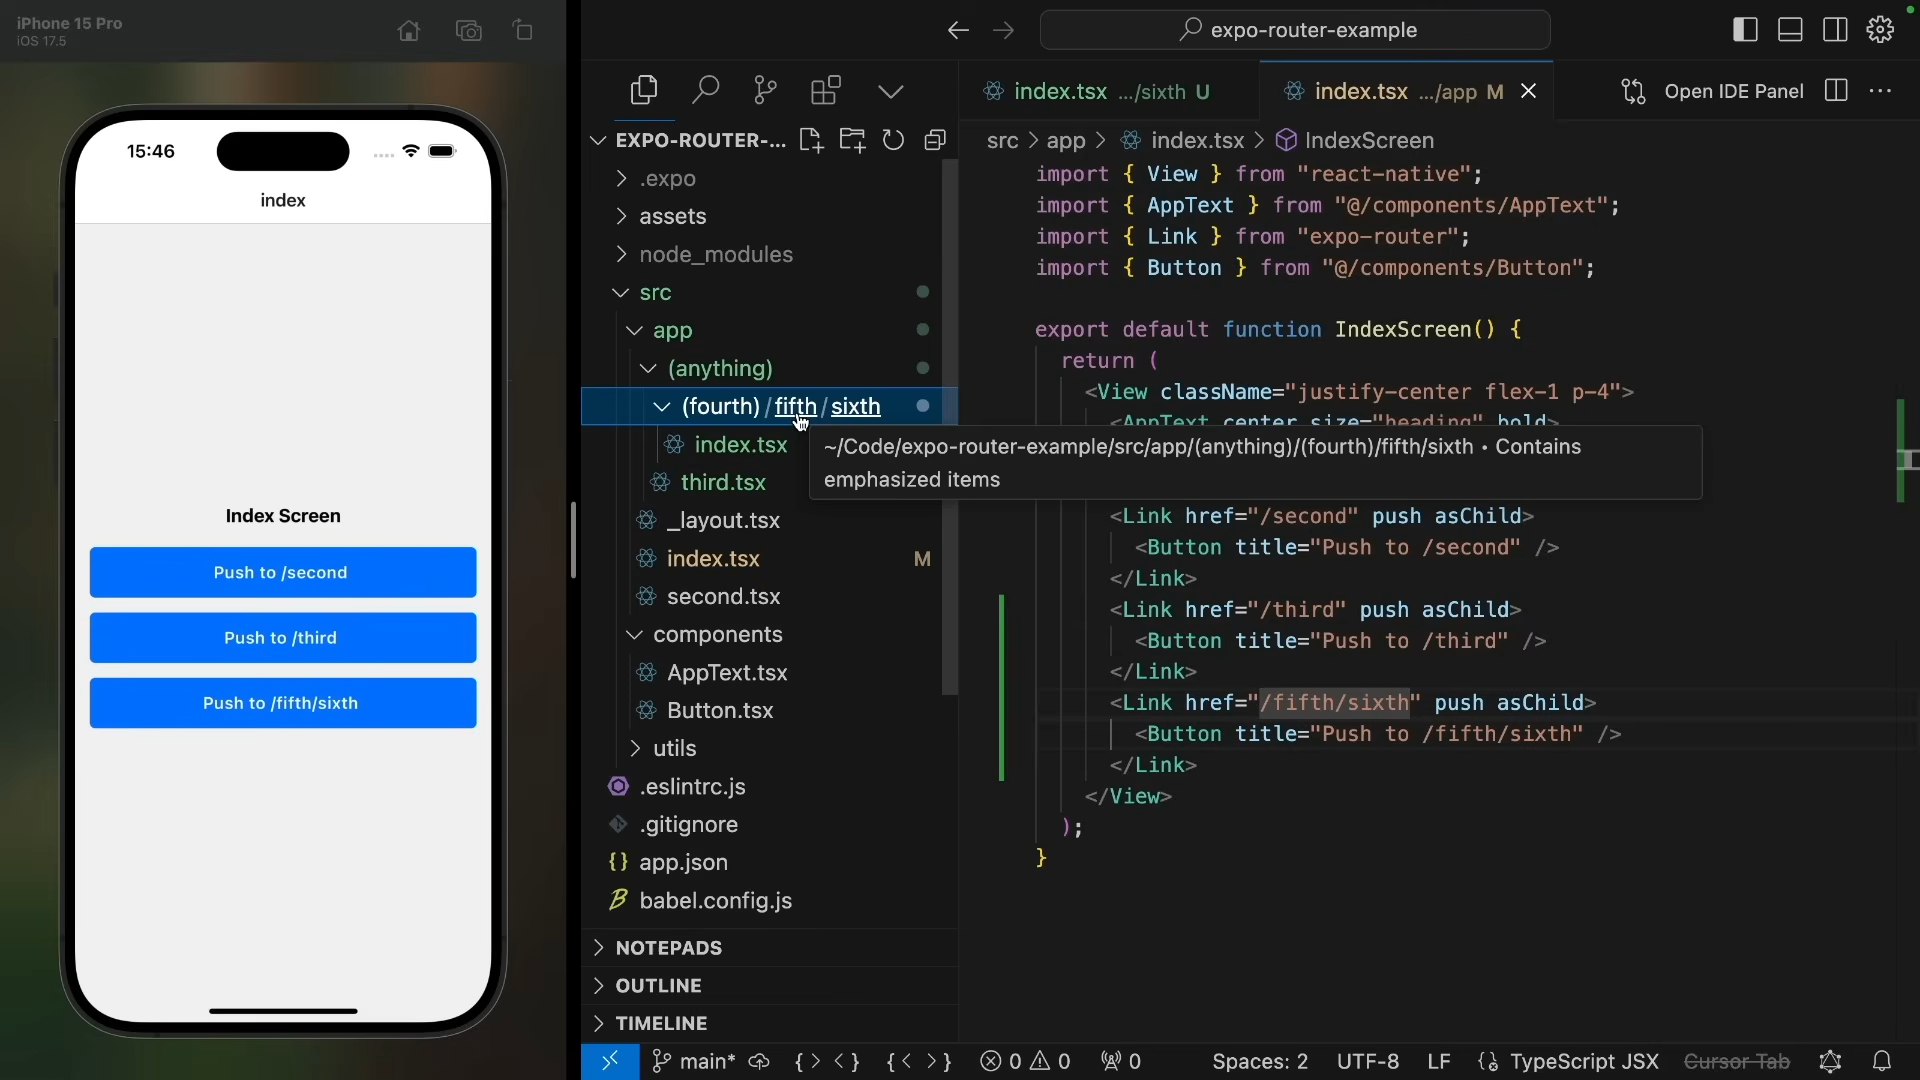 iPhone 15 Pro
iOS 17.5
15:46
index
Index Screen
Push to /second
Push to /third
Push to /fifth/sixth
expo-router-example
EXPO-ROUTER-...
.expo
assets
node_modules
src
app
(anything)
(fourth) / fifth / sixth
index.tsx
third.tsx
_layout.tsx
index.tsx M
second.tsx
components
AppText.tsx
Button.tsx
utils
.eslintrc.js
.gitignore
app.json
babel.config.js
NOTEPADS
OUTLINE
TIMELINE
index.tsx .../sixth U
index.tsx .../app M
Open IDE Panel
src > app > index.tsx > IndexScreen
import { View } from "react-native";
import { AppText } from "@/components/AppText";
import { Link } from "expo-router";
import { Button } from "@/components/Button";
export default function IndexScreen() {
return (
<View className="justify-center flex-1 p-4">
<AppText center size="heading" bold>
~/Code/expo-router-example/src/app/(anything)/(fourth)/fifth/sixth • Contains
emphasized items
<Link href="/second" push asChild>
<Button title="Push to /second" />
</Link>
<Link href="/third" push asChild>
<Button title="Push to /third" />
</Link>
<Link href="/fifth/sixth" push asChild>
<Button title="Push to /fifth/sixth" />
</Link>
</View>
);
}
main* 0 0 0 Spaces: 2 UTF-8 LF TypeScript JSX Cursor Tab